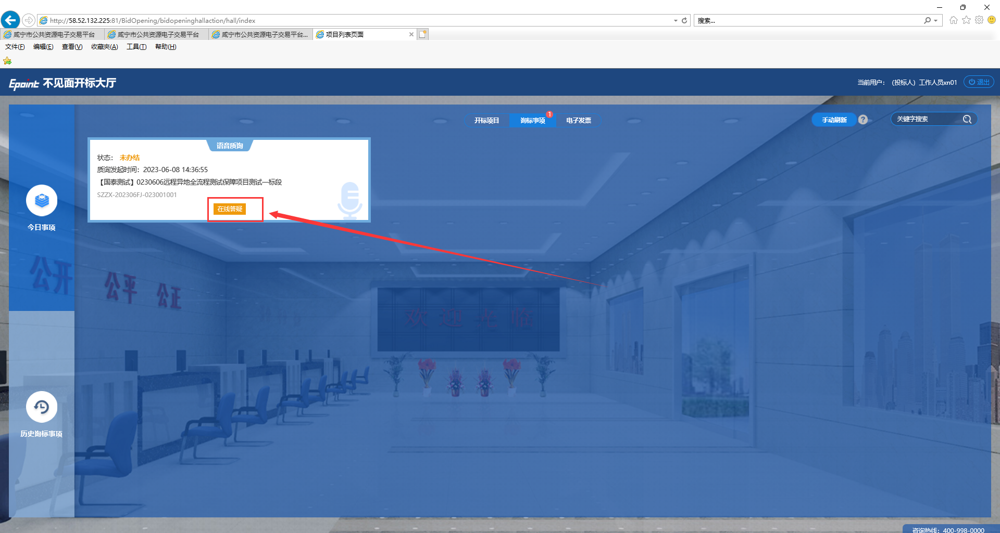 http://58.52.132.225:81/BidOpening/bidopeninghallaction/hall/index
搜索...
咸宁市公共资源电子交易平台
咸宁市公共资源电子交易平台
咸宁市公共资源电子交易平台...
项目列表页面
文件(F) 编辑(E) 查看(V) 收藏夹(A) 工具(T) 帮助(H)
Epoint 不见面开标大厅
当前用户： (投标人) 工作人员xn01
退出
开标项目
询标事项
1
电子发票
手动刷新
?
关键字搜索
语音质询
状态： 未办结
质询发起时间：2023-06-08 14:36:55
【国泰测试】0230606远程异地全流程测试保障项目测试一标段
SZZX-202306FJ-023001001
在线答疑
今日事项
公开 公平 公正
欢迎光临
历史询标事项
咨询热线：400-998-0000